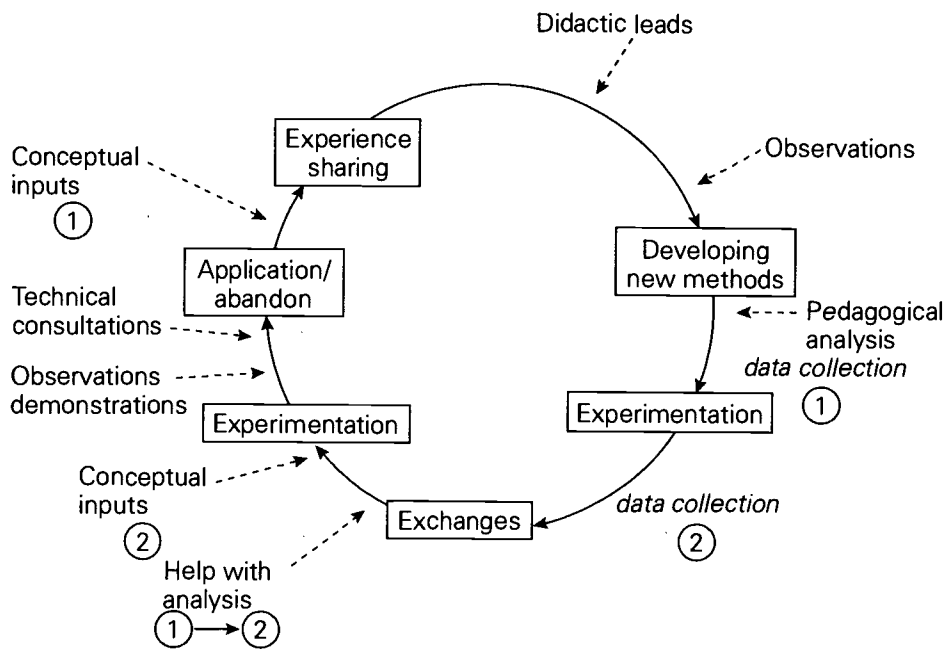 Didactic leads
Experience
sharing
Conceptual
inputs
1
Observations
Developing
new methods
Application/
abandon
Technical
consultations
Pedagogical
analysis
data collection
1
Observations
demonstrations
Experimentation
Experimentation
Conceptual
inputs
2
Exchanges
data collection
2
Help with
analysis
1
2